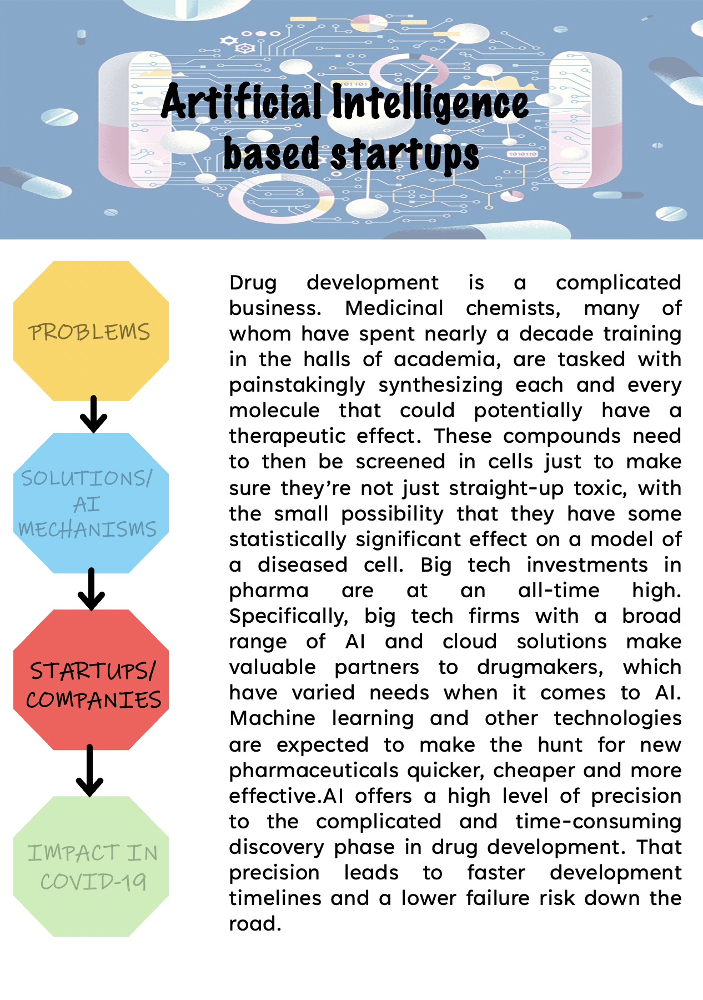 101101
Artificial Intelligence
based startups
1010110
PROBLEMS
SOLUTIONS/
AI
MECHANISMS
STARTUPS/
COMPANIES
IMPACT IN
COVID-19
Drug development is a complicated
business. Medicinal chemists, many of
whom have spent nearly a decade training
in the halls of academia, are tasked with
painstakingly synthesizing each and every
molecule that could potentially have a
therapeutic effect. These compounds need
to then be screened in cells just to make
sure they’re not just straight-up toxic, with
the small possibility that they have some
statistically significant effect on a model of
a diseased cell. Big tech investments in
pharma are at an all-time high.
Specifically, big tech firms with a broad
range of AI and cloud solutions make
valuable partners to drugmakers, which
have varied needs when it comes to AI.
Machine learning and other technologies
are expected to make the hunt for new
pharmaceuticals quicker, cheaper and more
effective.AI offers a high level of precision
to the complicated and time-consuming
discovery phase in drug development. That
precision leads to faster development
timelines and a lower failure risk down the
road.